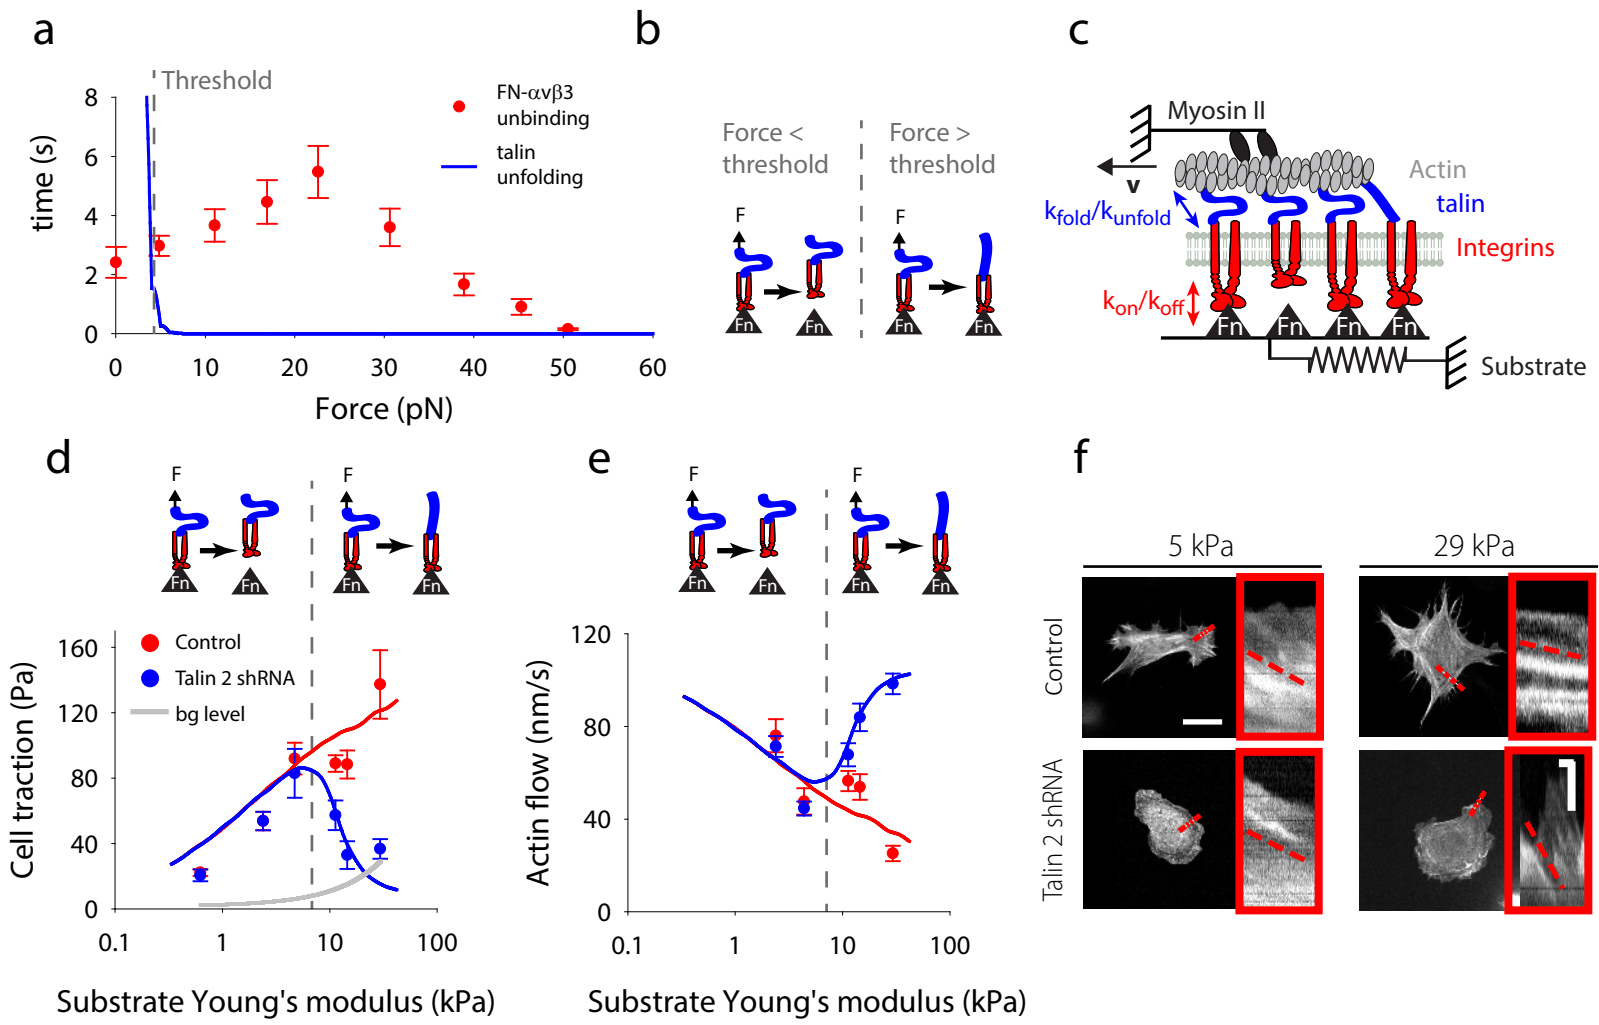 a
Threshold
8
6
4
2
0
time (s)
0 10 20 30 40 50 60
Force (pN)
FN-αvβ3
unbinding
talin
unfolding
b
Force <
threshold
Force >
threshold
F
F
Fn
Fn
Fn
Fn
c
Myosin II
v
Actin
talin
kfold/kunfold
Integrins
kon/koff
Fn
Fn
Fn
Fn
Substrate
d
F
F
Fn
Fn
Fn
Fn
160
120
80
40
0
Cell traction (Pa)
Control
Talin 2 shRNA
bg level
0.1 1 10 100
Substrate Young's modulus (kPa)
e
F
F
Fn
Fn
Fn
Fn
120
80
40
0
Actin flow (nm/s)
0.1 1 10 100
Substrate Young's modulus (kPa)
f
5 kPa
29 kPa
Control
Talin 2 shRNA